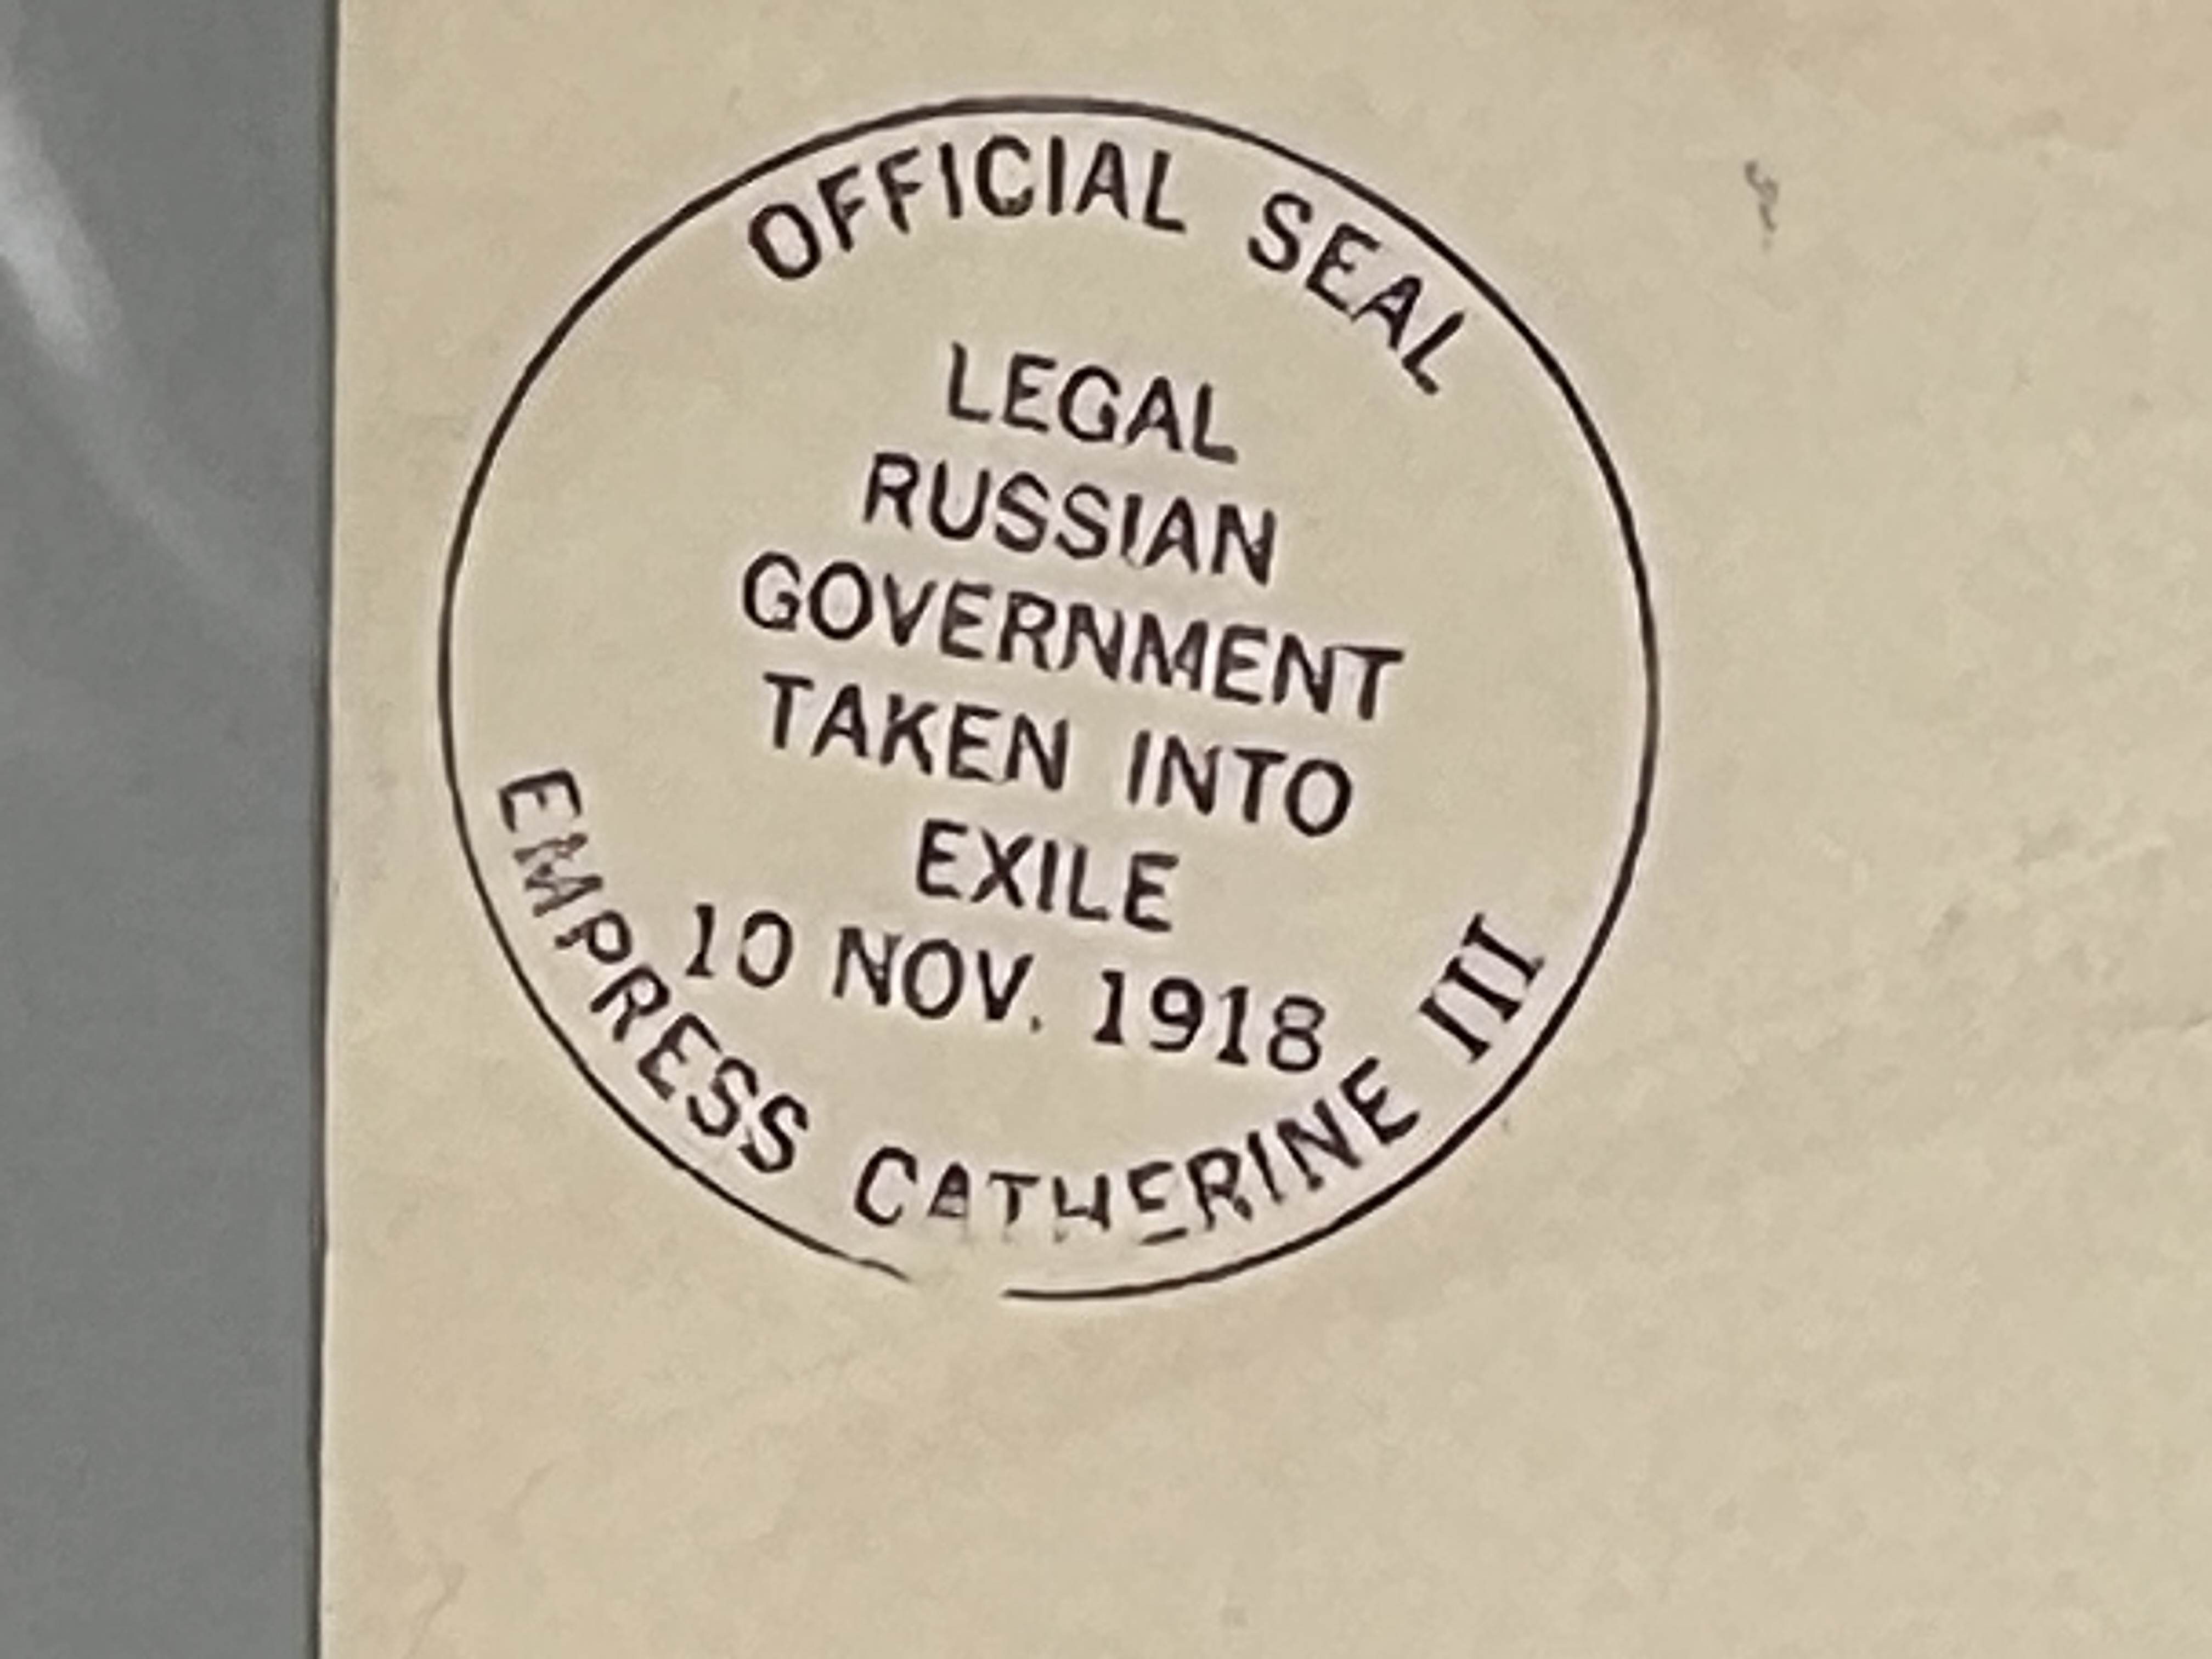 OFFICIAL SEAL
LEGAL
RUSSIAN
GOVERNMENT
TAKEN INTO
EXILE
10 NOV. 1918
EMPRESS CATHERINE III